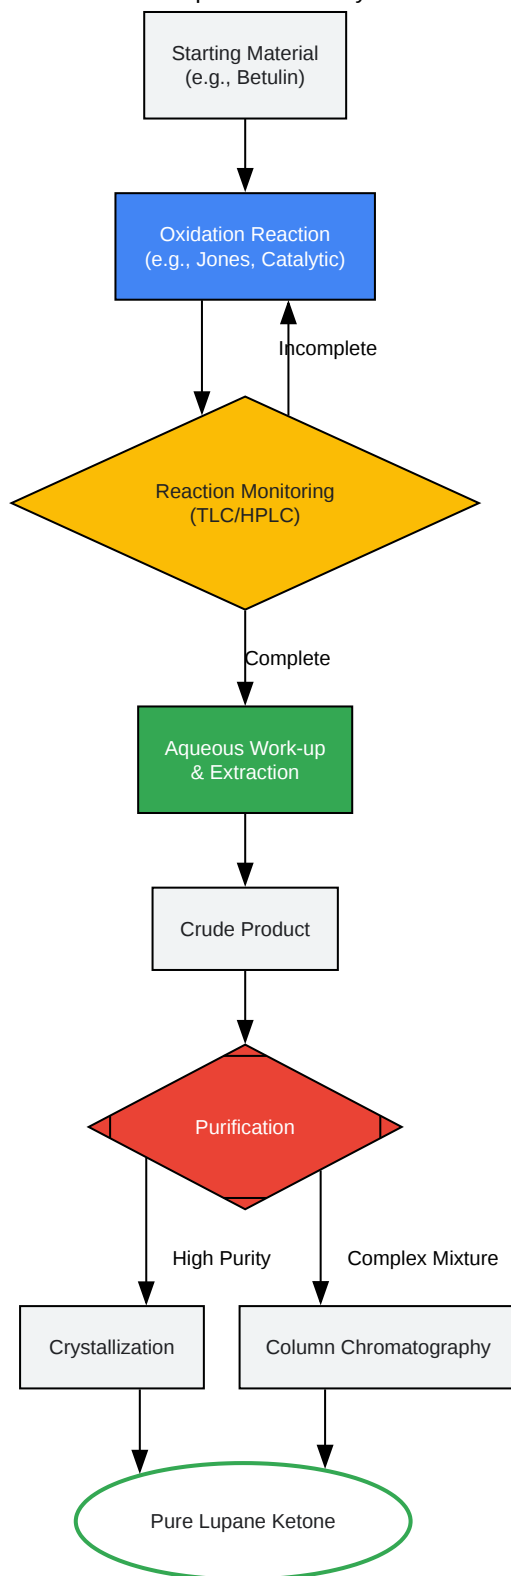 Starting Material
(e.g., Betulin)
Oxidation Reaction
(e.g., Jones, Catalytic)
Incomplete
Reaction Monitoring
(TLC/HPLC)
Complete
Aqueous Work-up
& Extraction
Crude Product
Purification
High Purity
Complex Mixture
Crystallization
Column Chromatography
Pure Lupane Ketone